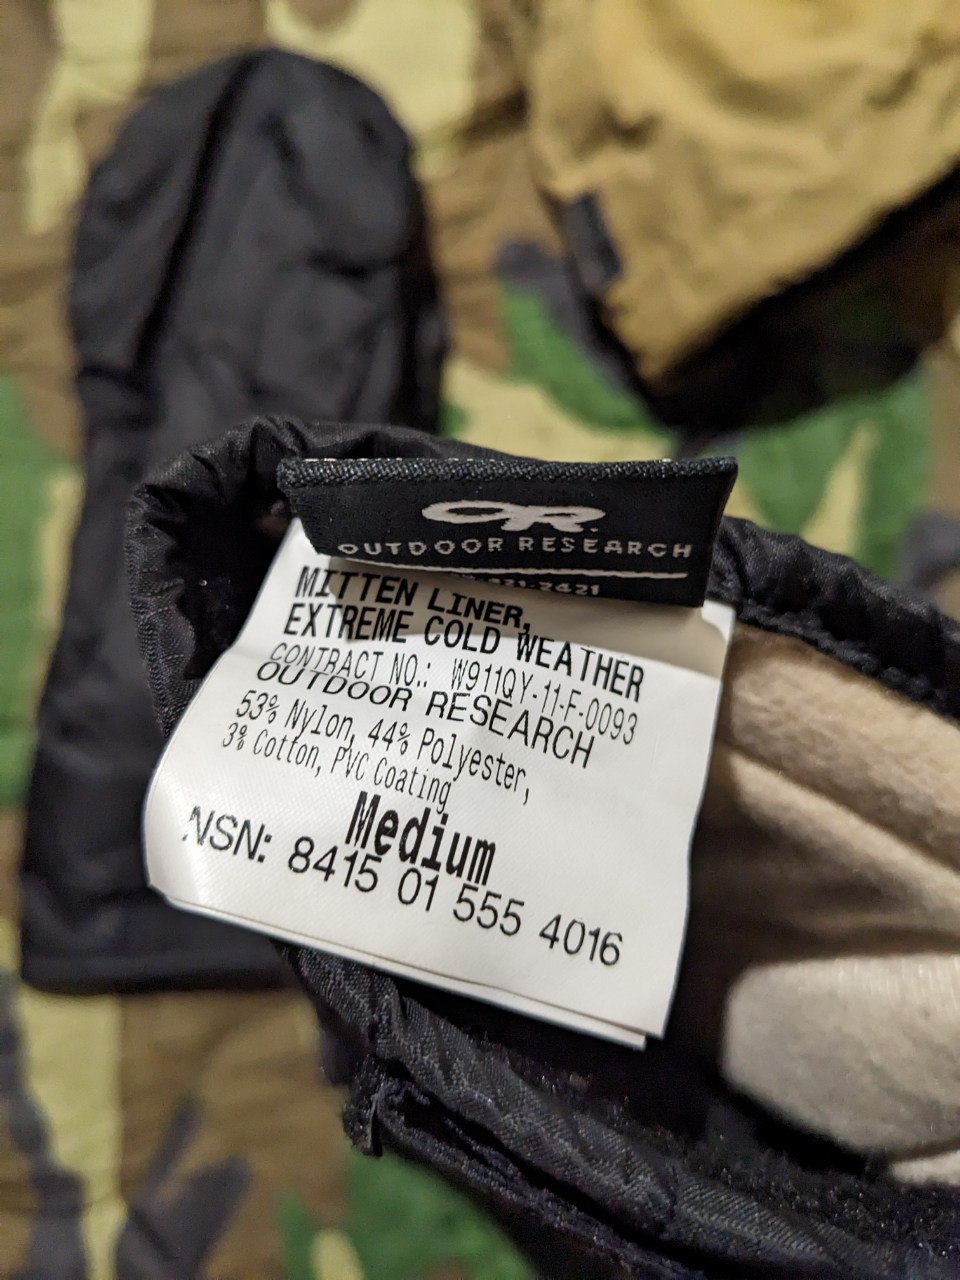 OR.
OUTDOOR RESEARCH
MITTEN LINER,
EXTREME COLD WEATHER
CONTRACT NO.: W911QY-11-F-0093
OUTDOOR RESEARCH
53% Nylon, 44% Polyester,
3% Cotton, PVC Coating
Medium
NSN: 8415 01 555 4016